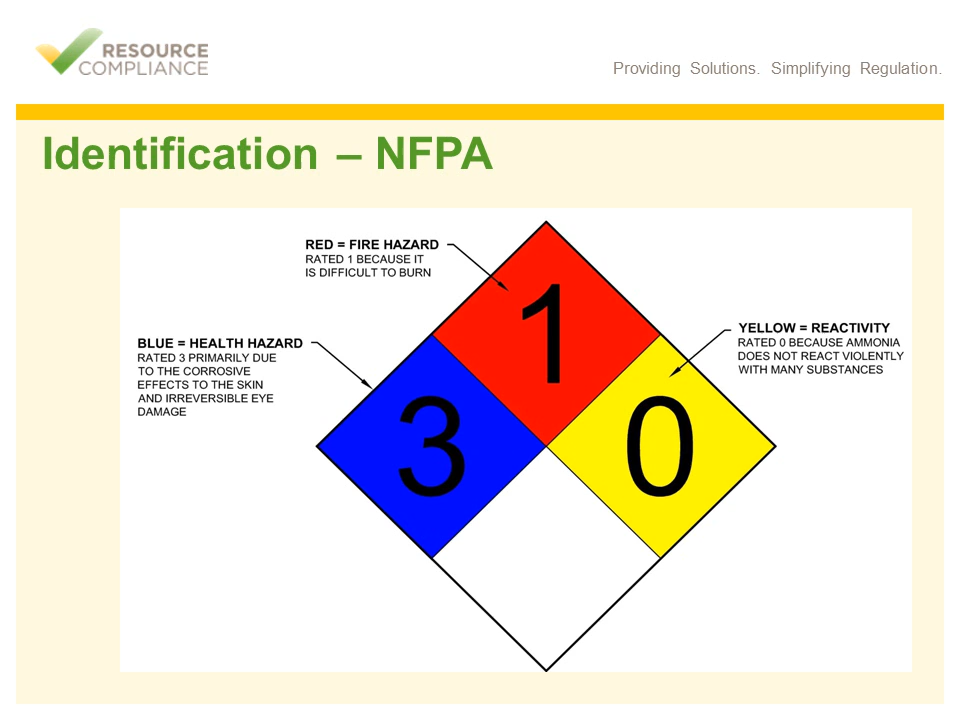 RESOURCE
COMPLIANCE
Providing Solutions. Simplifying Regulation.
Identification – NFPA
RED = FIRE HAZARD
RATED 1 BECAUSE IT
IS DIFFICULT TO BURN
1
YELLOW = REACTIVITY
RATED 0 BECAUSE AMMONIA
DOES NOT REACT VIOLENTLY
WITH MANY SUBSTANCES
BLUE = HEALTH HAZARD
RATED 3 PRIMARILY DUE
TO THE CORROSIVE
EFFECTS TO THE SKIN
AND IRREVERSIBLE EYE
DAMAGE
3
0